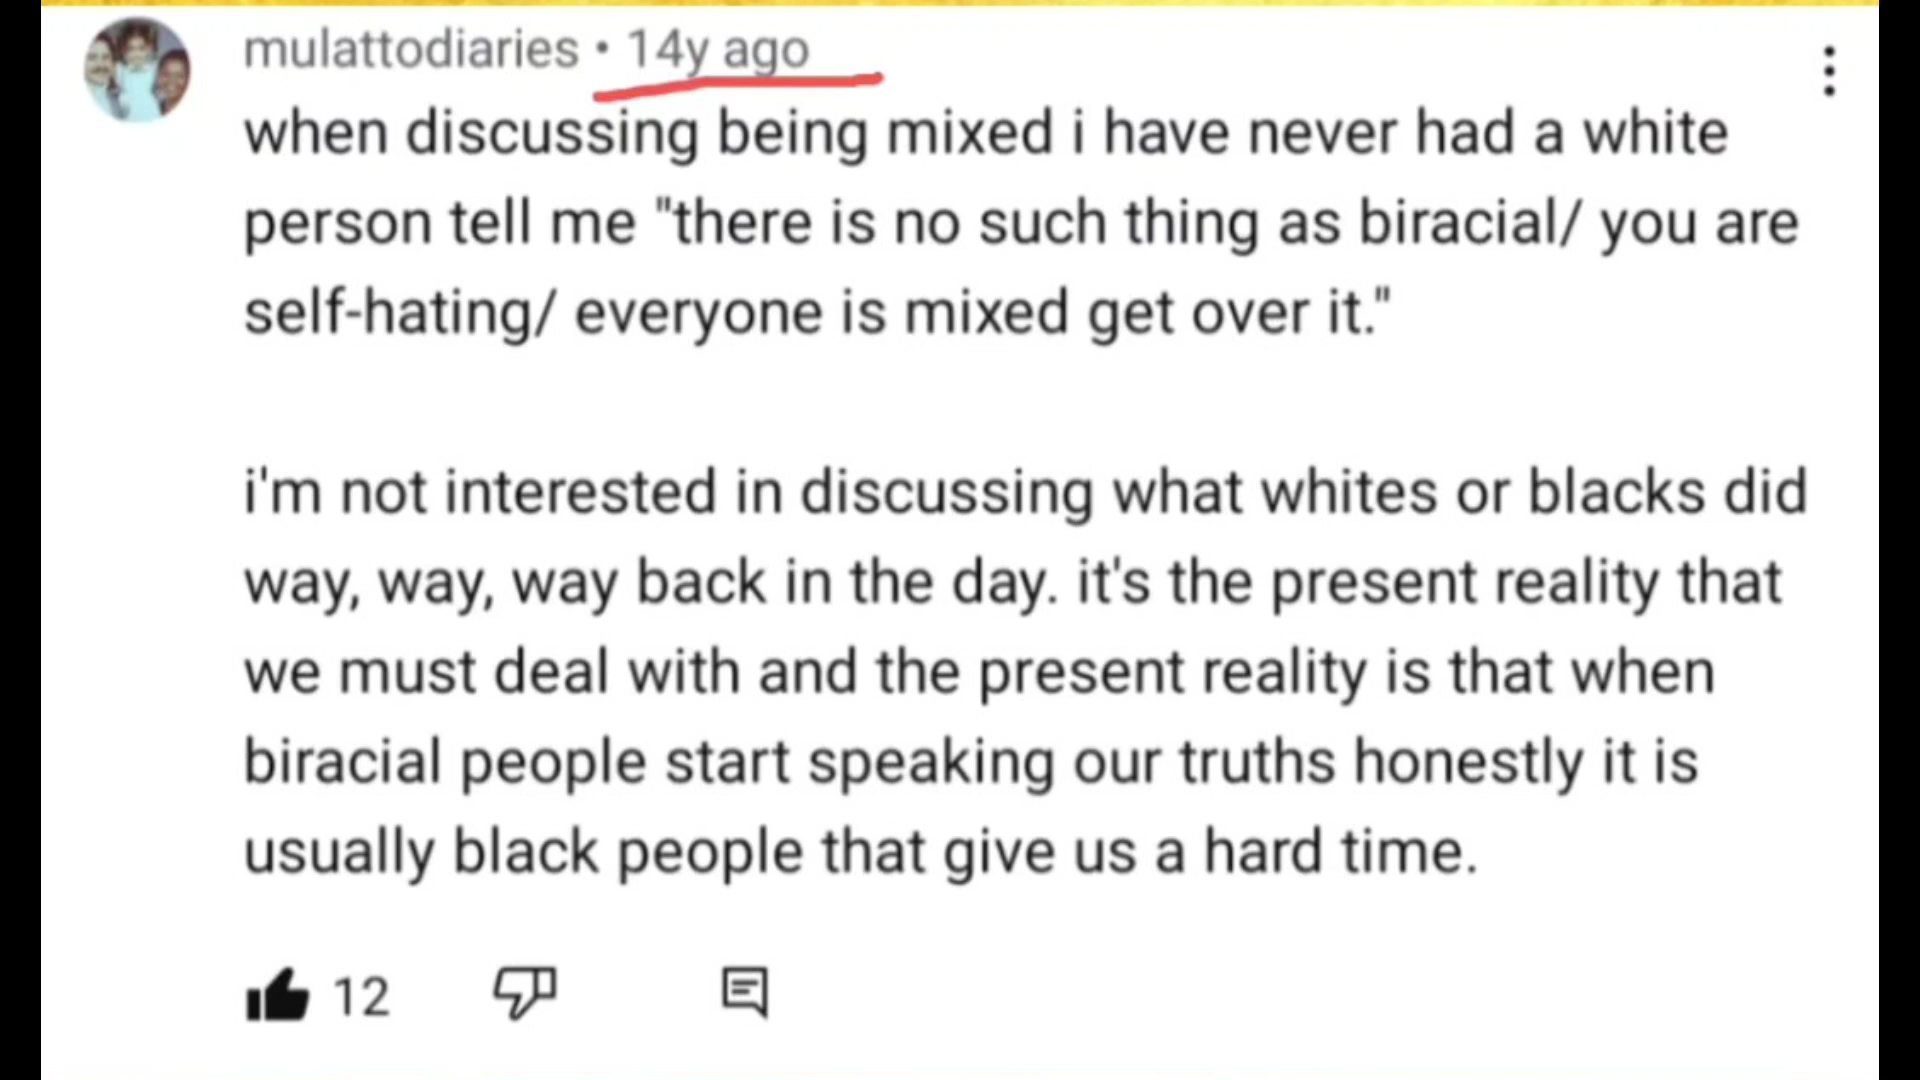 mulattodiaries • 14y ago
when discussing being mixed i have never had a white
person tell me "there is no such thing as biracial/ you are
self-hating/ everyone is mixed get over it."
i'm not interested in discussing what whites or blacks did
way, way, way back in the day. it's the present reality that
we must deal with and the present reality is that when
biracial people start speaking our truths honestly it is
usually black people that give us a hard time.
12